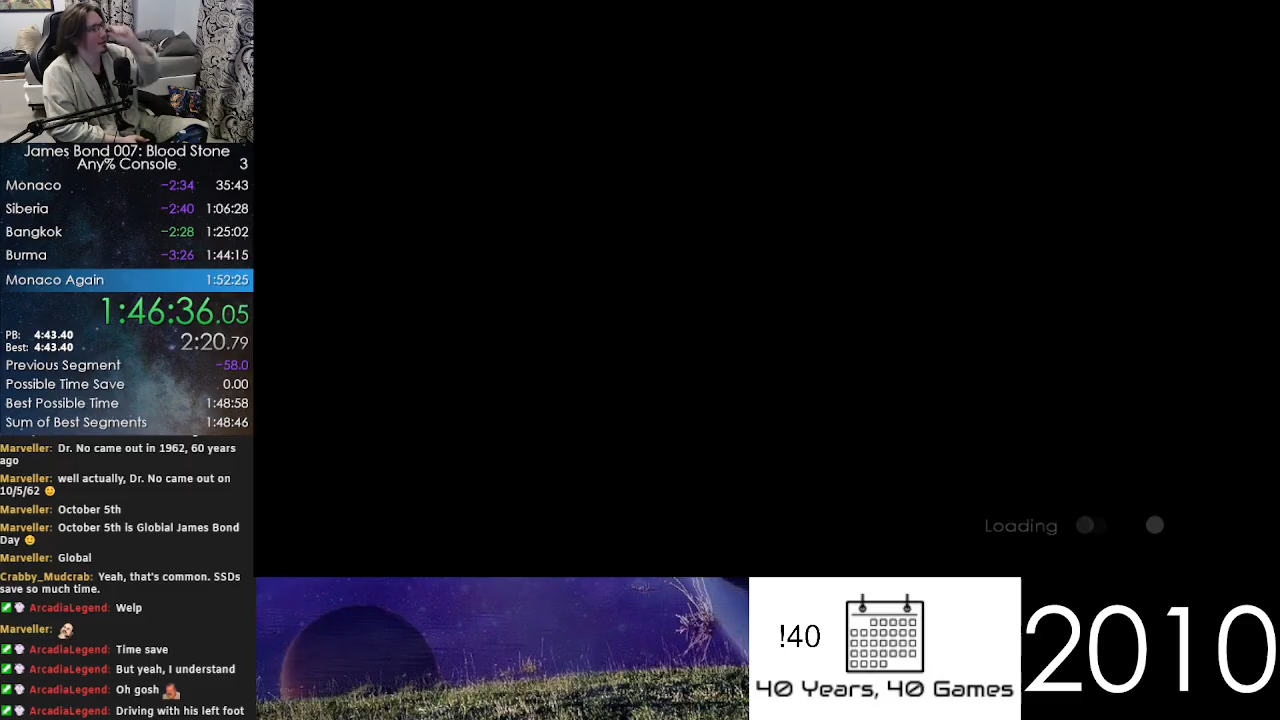 James Bond 007: Blood Stone
Any% Console 3
Monaco -2:34 35:43
Siberia -2:40 1:06:28
Bangkok -2:28 1:25:02
Burma -3:26 1:44:15
Monaco Again 1:52:25
1:46:36.05
PB: 4:43.40
Best: 4:43.40
2:20.79
Previous Segment -58.0
Possible Time Save 0.00
Best Possible Time 1:48:58
Sum of Best Segments 1:48:46
Marveller: Dr. No came out in 1962, 60 years
ago
Marveller: well actually, Dr. No came out on
10/5/62
Marveller: October 5th
Marveller: October 5th is Globial James Bond
Day
Marveller: Global
Crabby_Mudcrab: Yeah, that's common. SSDs
save so much time.
ArcadiaLegend: Welp
Marveller:
ArcadiaLegend: Time save
ArcadiaLegend: But yeah, I understand
ArcadiaLegend: Oh gosh
ArcadiaLegend: Driving with his left foot
Loading
!40
40 Years, 40 Games
2010